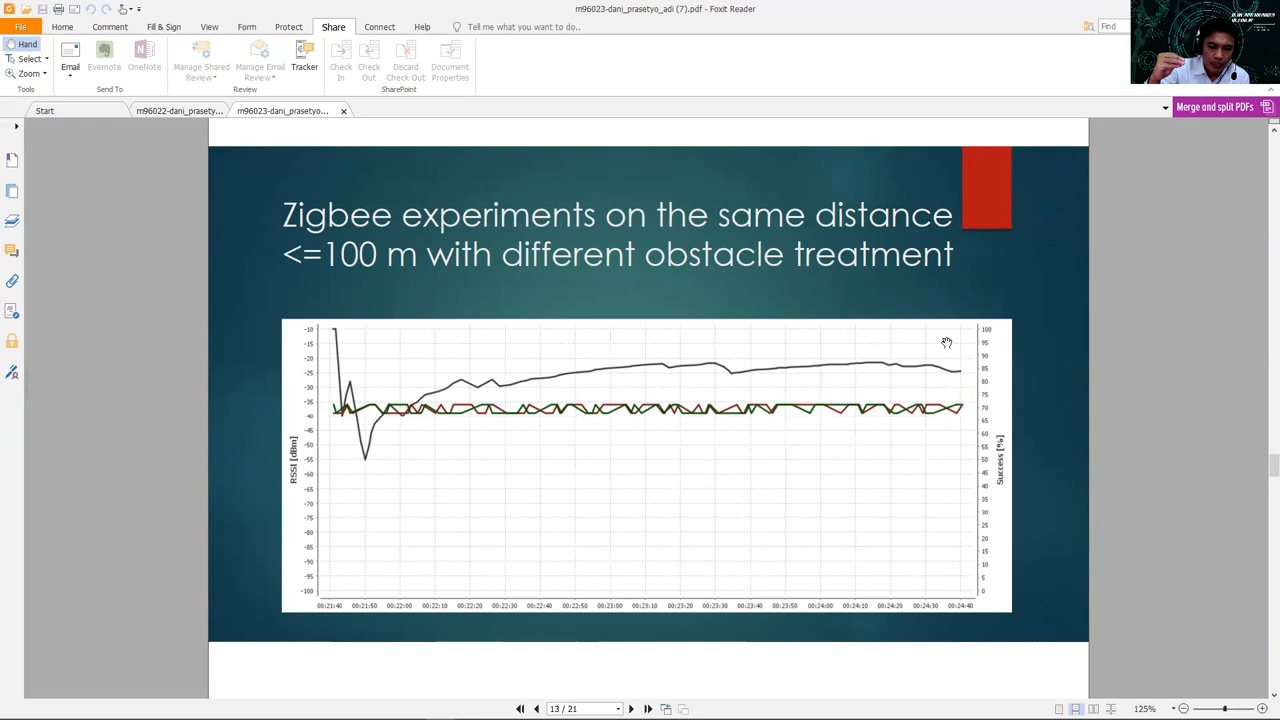 m96023-dani_prasetyo_adi (7).pdf - Foxit Reader
File Home Comment Fill & Sign View Form Protect Share Connect Help Tell me what you want to do...
Find
Hand
Select
Zoom
Tools
Email
Evernote
OneNote
Send To
Manage Shared Review
Manage Email Review
Tracker
Review
Check In
Check Out
Discard Check Out
Document Properties
SharePoint
Start
m96022-dani_prasety...
m96023-dani_prasetyo...
Merge and split PDFs
Zigbee experiments on the same distance
<=100 m with different obstacle treatment
RSSI [dBm]
-10
-15
-20
-25
-30
-35
-40
-45
-50
-55
-60
-65
-70
-75
-80
-85
-90
-95
-100
100
95
90
85
80
75
70
65
60
55
50
45
40
35
30
25
20
15
10
5
0
Success [%]
00:21:40 00:21:50 00:22:00 00:22:10 00:22:20 00:22:30 00:22:40 00:22:50 00:23:00 00:23:10 00:23:20 00:23:30 00:23:40 00:23:50 00:24:00 00:24:10 00:24:20 00:24:30 00:24:40
13 / 21
125%